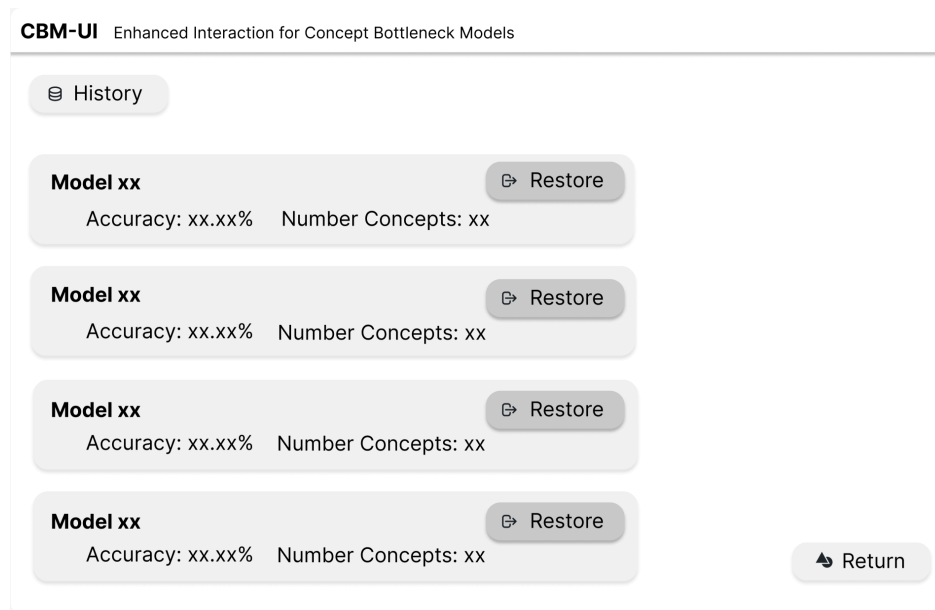 CBM-UI Enhanced Interaction for Concept Bottleneck Models
History
Model xx
Restore
Accuracy: xx.xx% Number Concepts: xx
Model xx
Restore
Accuracy: xx.xx% Number Concepts: xx
Model xx
Restore
Accuracy: xx.xx% Number Concepts: xx
Model xx
Restore
Accuracy: xx.xx% Number Concepts: xx
Return